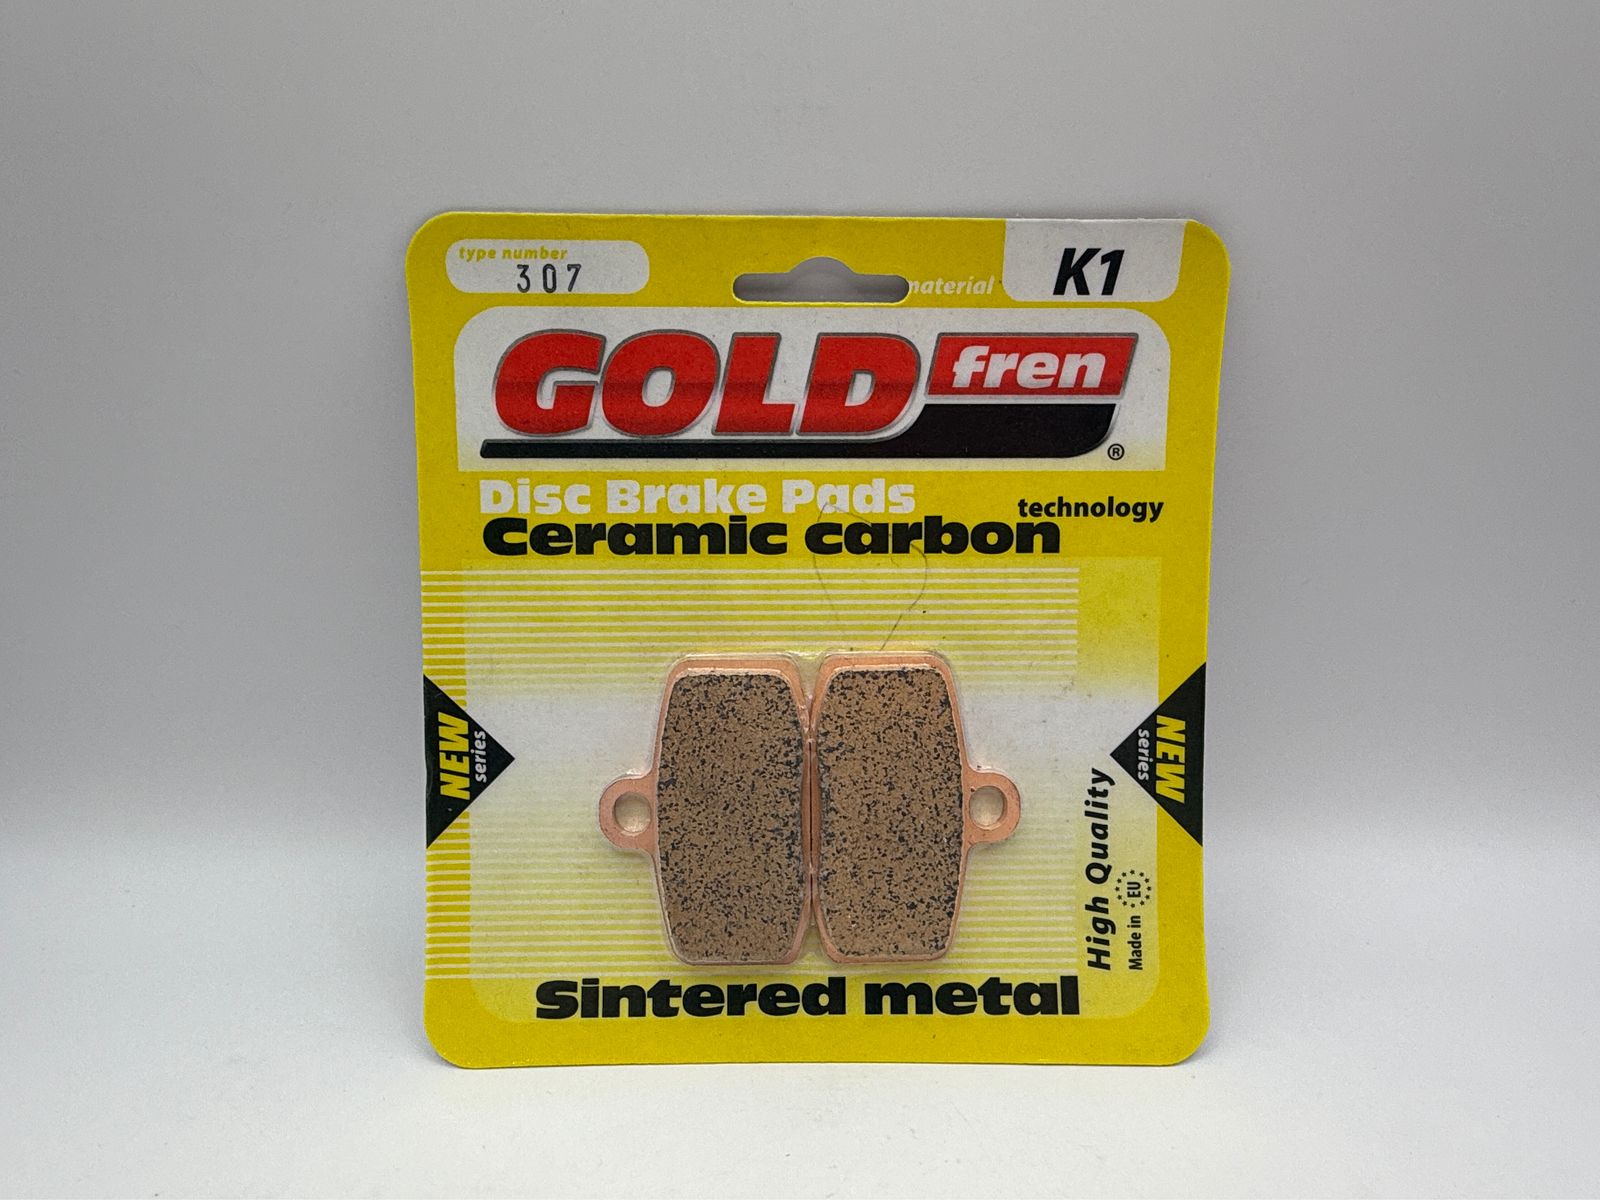 type number
307
material
K1
GOLD fren
®
Disc Brake Pads
technology
Ceramic carbon
NEW
series
NEW
series
High Quality
Made in EU
Sintered metal